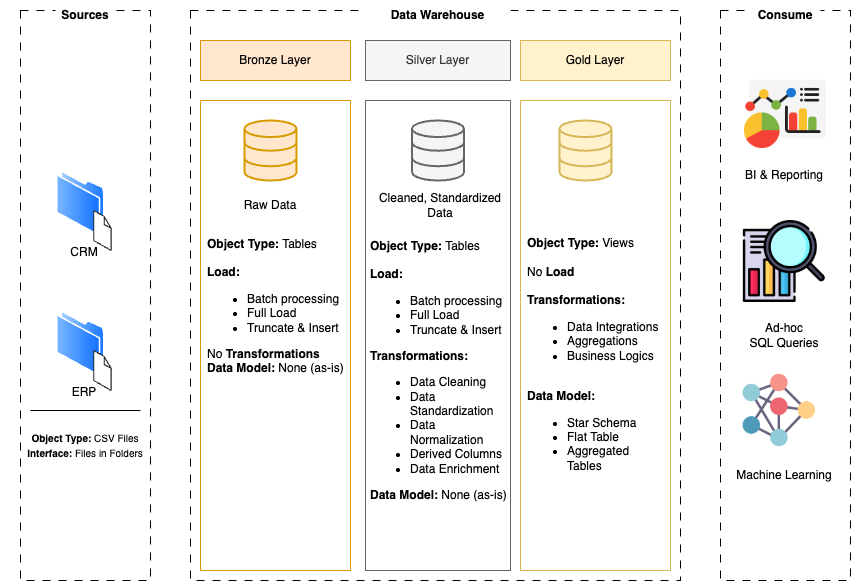 Sources
CRM
ERP
Object Type: CSV Files
Interface: Files in Folders
Data Warehouse
Bronze Layer
Raw Data
Object Type: Tables
Load:
Batch processing
Full Load
Truncate & Insert
No Transformations
Data Model: None (as-is)
Silver Layer
Cleaned, Standardized
Data
Object Type: Tables
Load:
Batch processing
Full Load
Truncate & Insert
Transformations:
Data Cleaning
Data
Standardization
Data
Normalization
Derived Columns
Data Enrichment
Data Model: None (as-is)
Gold Layer
Object Type: Views
No Load
Transformations:
Data Integrations
Aggregations
Business Logics
Data Model:
Star Schema
Flat Table
Aggregated
Tables
Consume
BI & Reporting
Ad-hoc
SQL Queries
Machine Learning